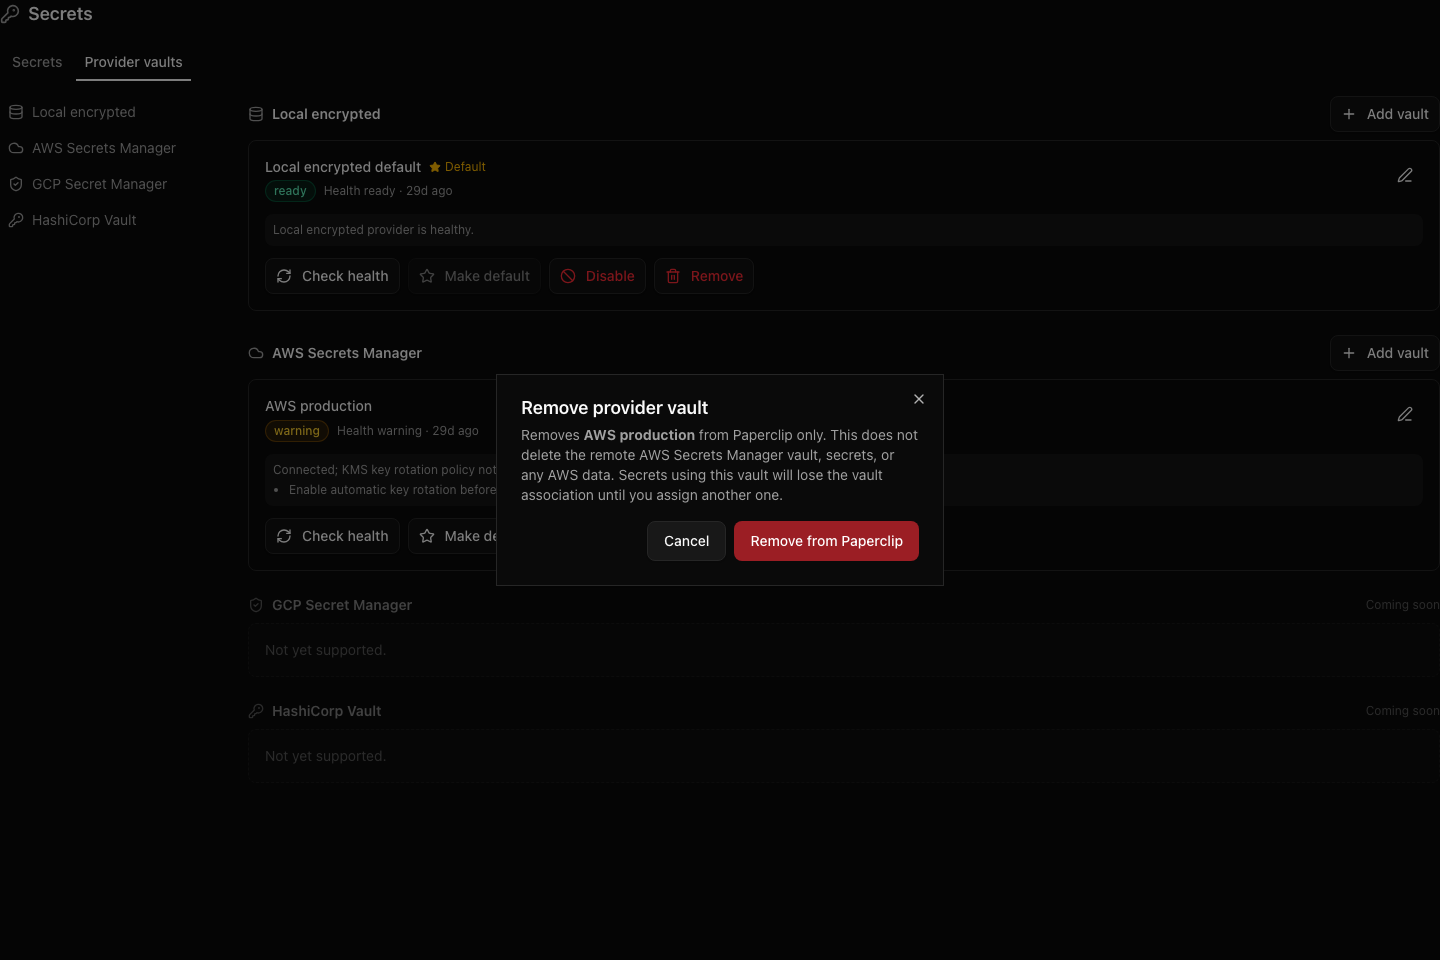 Secrets
Secrets
Provider vaults
Local encrypted
AWS Secrets Manager
GCP Secret Manager
HashiCorp Vault
Local encrypted
Add vault
Local encrypted default
Default
ready
Health ready · 29d ago
Local encrypted provider is healthy.
Check health
Make default
Disable
Remove
AWS Secrets Manager
Add vault
AWS production
warning
Health warning · 29d ago
Connected; KMS key rotation policy not
• Enable automatic key rotation before
Check health
Make de
Remove provider vault
Removes AWS production from Paperclip only. This does not
delete the remote AWS Secrets Manager vault, secrets, or
any AWS data. Secrets using this vault will lose the vault
association until you assign another one.
Cancel
Remove from Paperclip
GCP Secret Manager
Coming soon
Not yet supported.
HashiCorp Vault
Coming soon
Not yet supported.